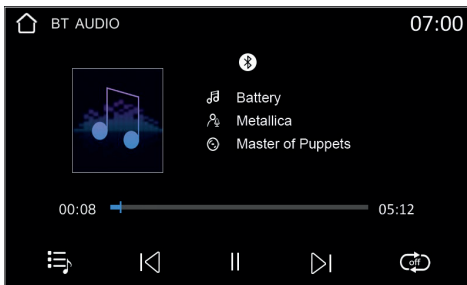 BT AUDIO 07:00
Battery
Metallica
Master of Puppets
00:08 05:12
off